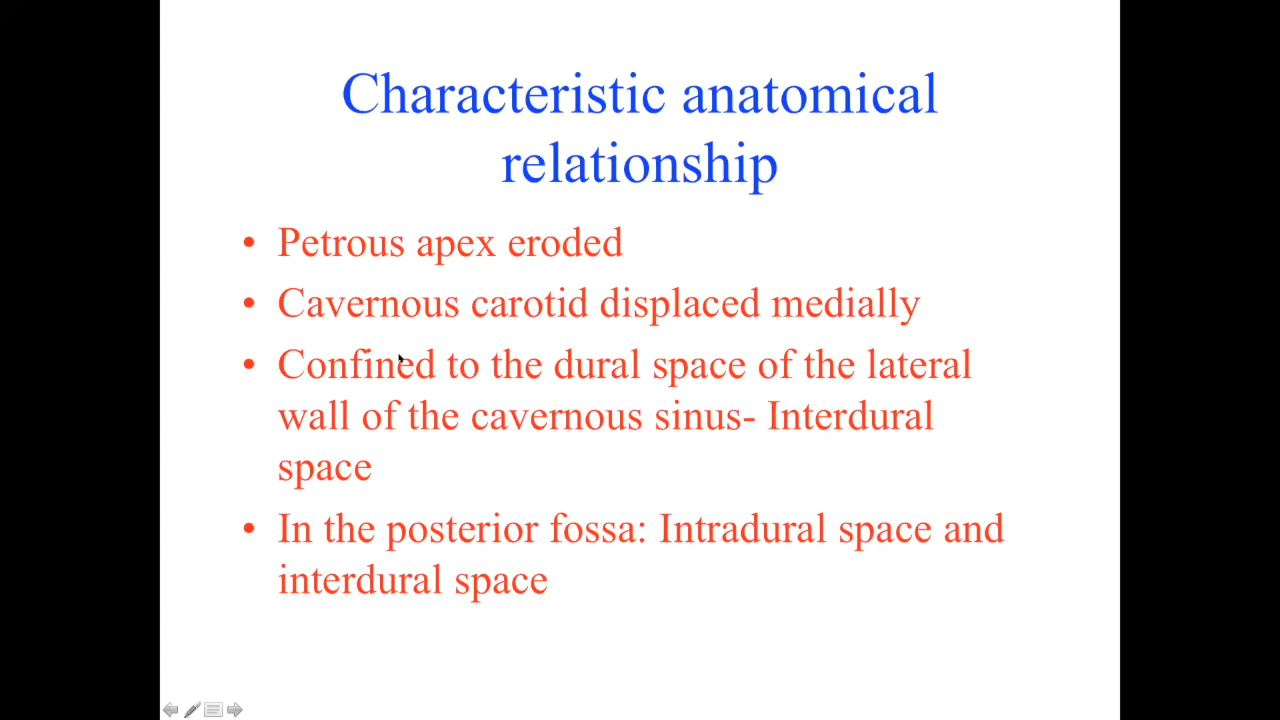 Characteristic anatomical
relationship
• Petrous apex eroded
• Cavernous carotid displaced medially
• Confined to the dural space of the lateral
wall of the cavernous sinus- Interdural
space
• In the posterior fossa: Intradural space and
interdural space